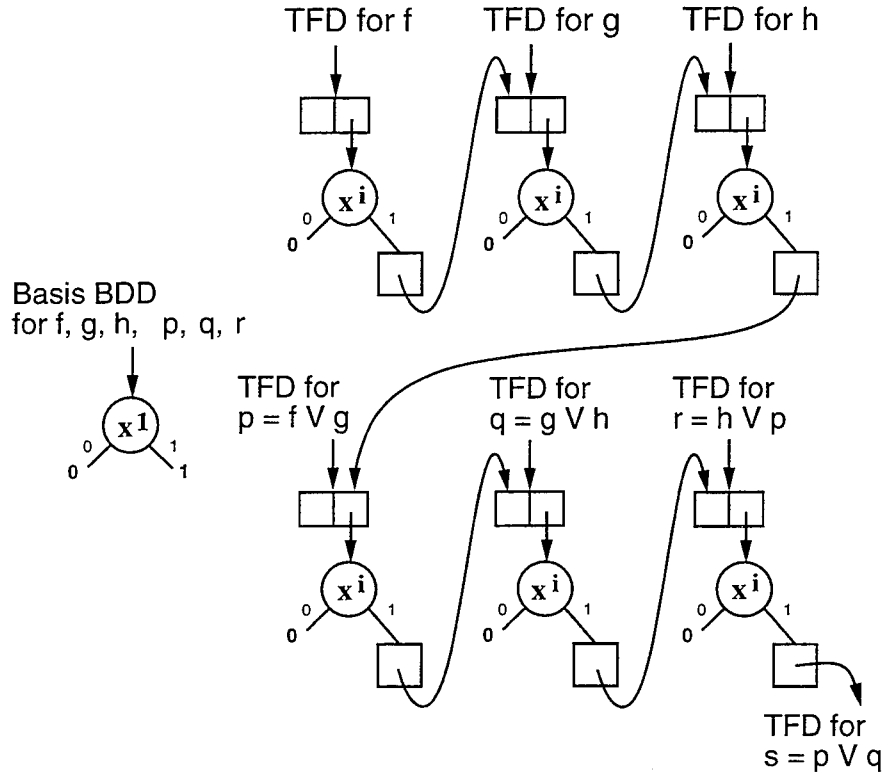 TFD for f
TFD for g
TFD for h
x^i
x^i
x^i
0 1
0 1
0 1
0
0
0
Basis BDD
for f, g, h, p, q, r
x^1
0 1
0 1
TFD for
p = f V g
TFD for
q = g V h
TFD for
r = h V p
x^i
x^i
x^i
0 1
0 1
0 1
0
0
0
TFD for
s = p V q